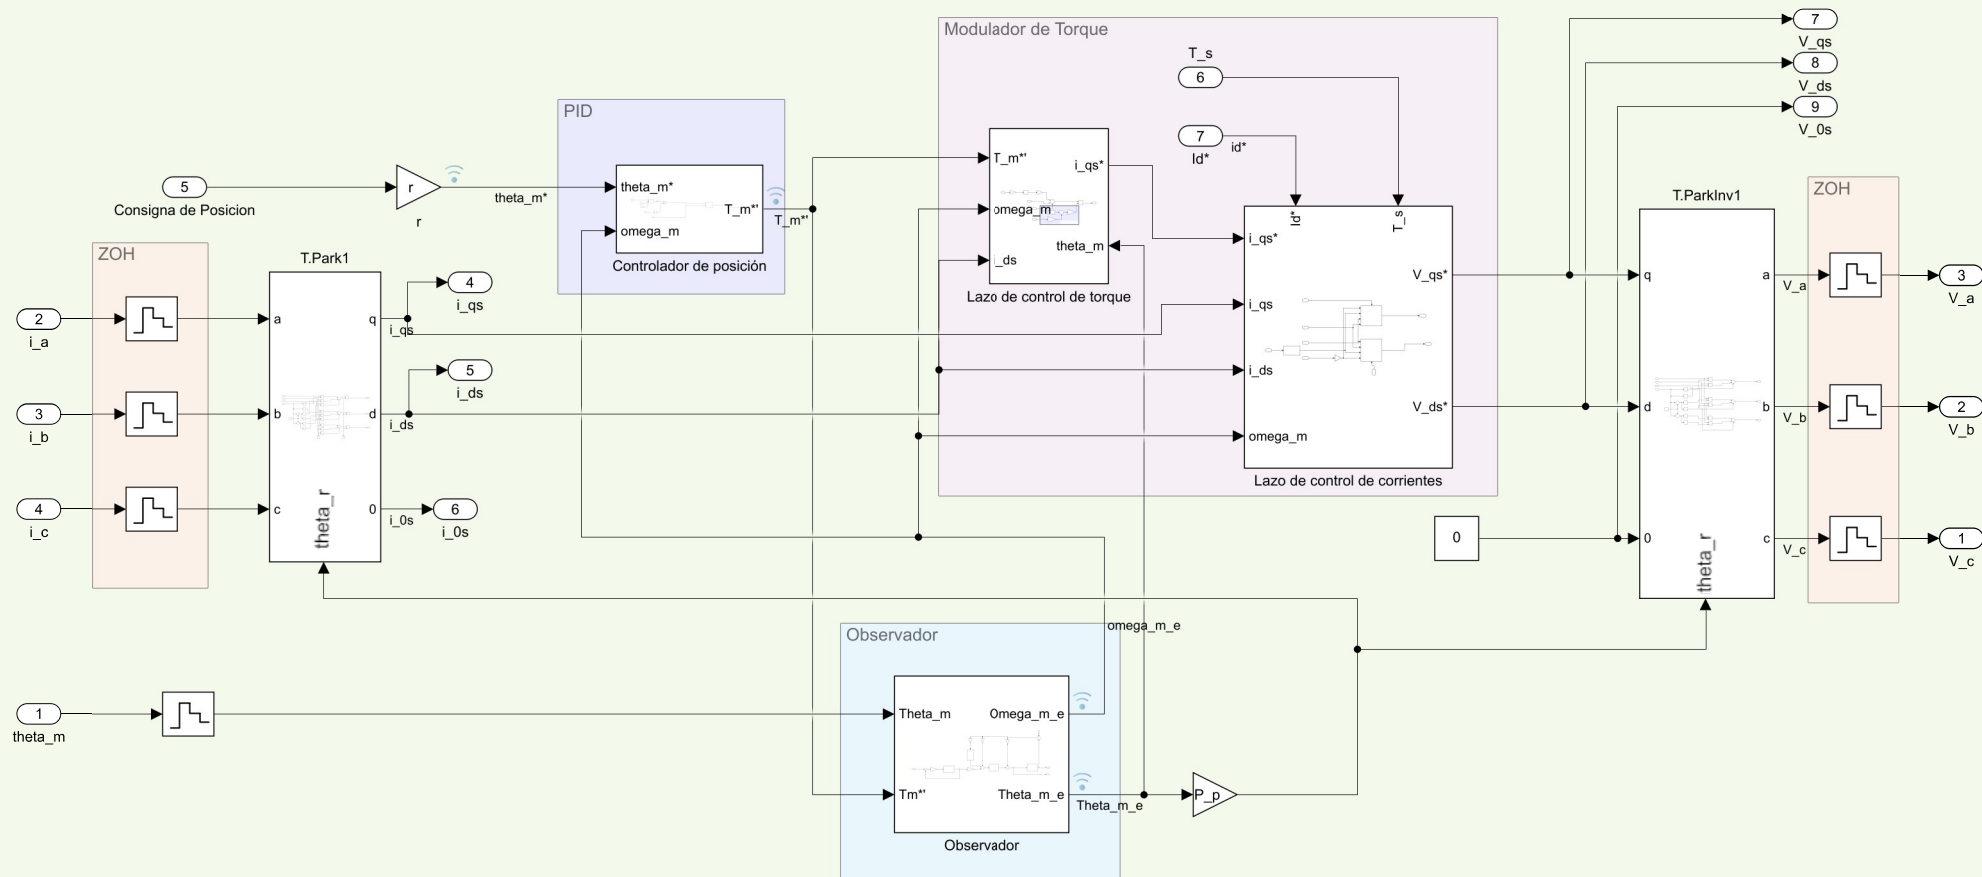 Modulador de Torque
7
V_qs
8
V_ds
9
V_0s
T_s
6
7
Id*
id*
PID
theta_m*
omega_m
T_m*'
Controlador de posición
T_m*'
5
Consigna de Posicion
r
r
theta_m*
T_m*'
omega_m
i_ds
i_qs*
theta_m
Lazo de control de torque
Id*
T_s
i_qs*
i_qs
i_ds
omega_m
V_qs*
V_ds*
Lazo de control de corrientes
ZOH
2
i_a
3
i_b
4
i_c
T.Park1
a
b
c
q
d
0
theta_r
i_qs
i_ds
i_0s
4
i_qs
5
i_ds
6
i_0s
0
T.ParkInv1
q
d
0
a
b
c
theta_r
V_a
V_b
V_c
ZOH
3
V_a
2
V_b
1
V_c
Observador
omega_m_e
1
theta_m
Theta_m
Tm*'
Omega_m_e
Theta_m_e
Observador
Theta_m_e
P_p